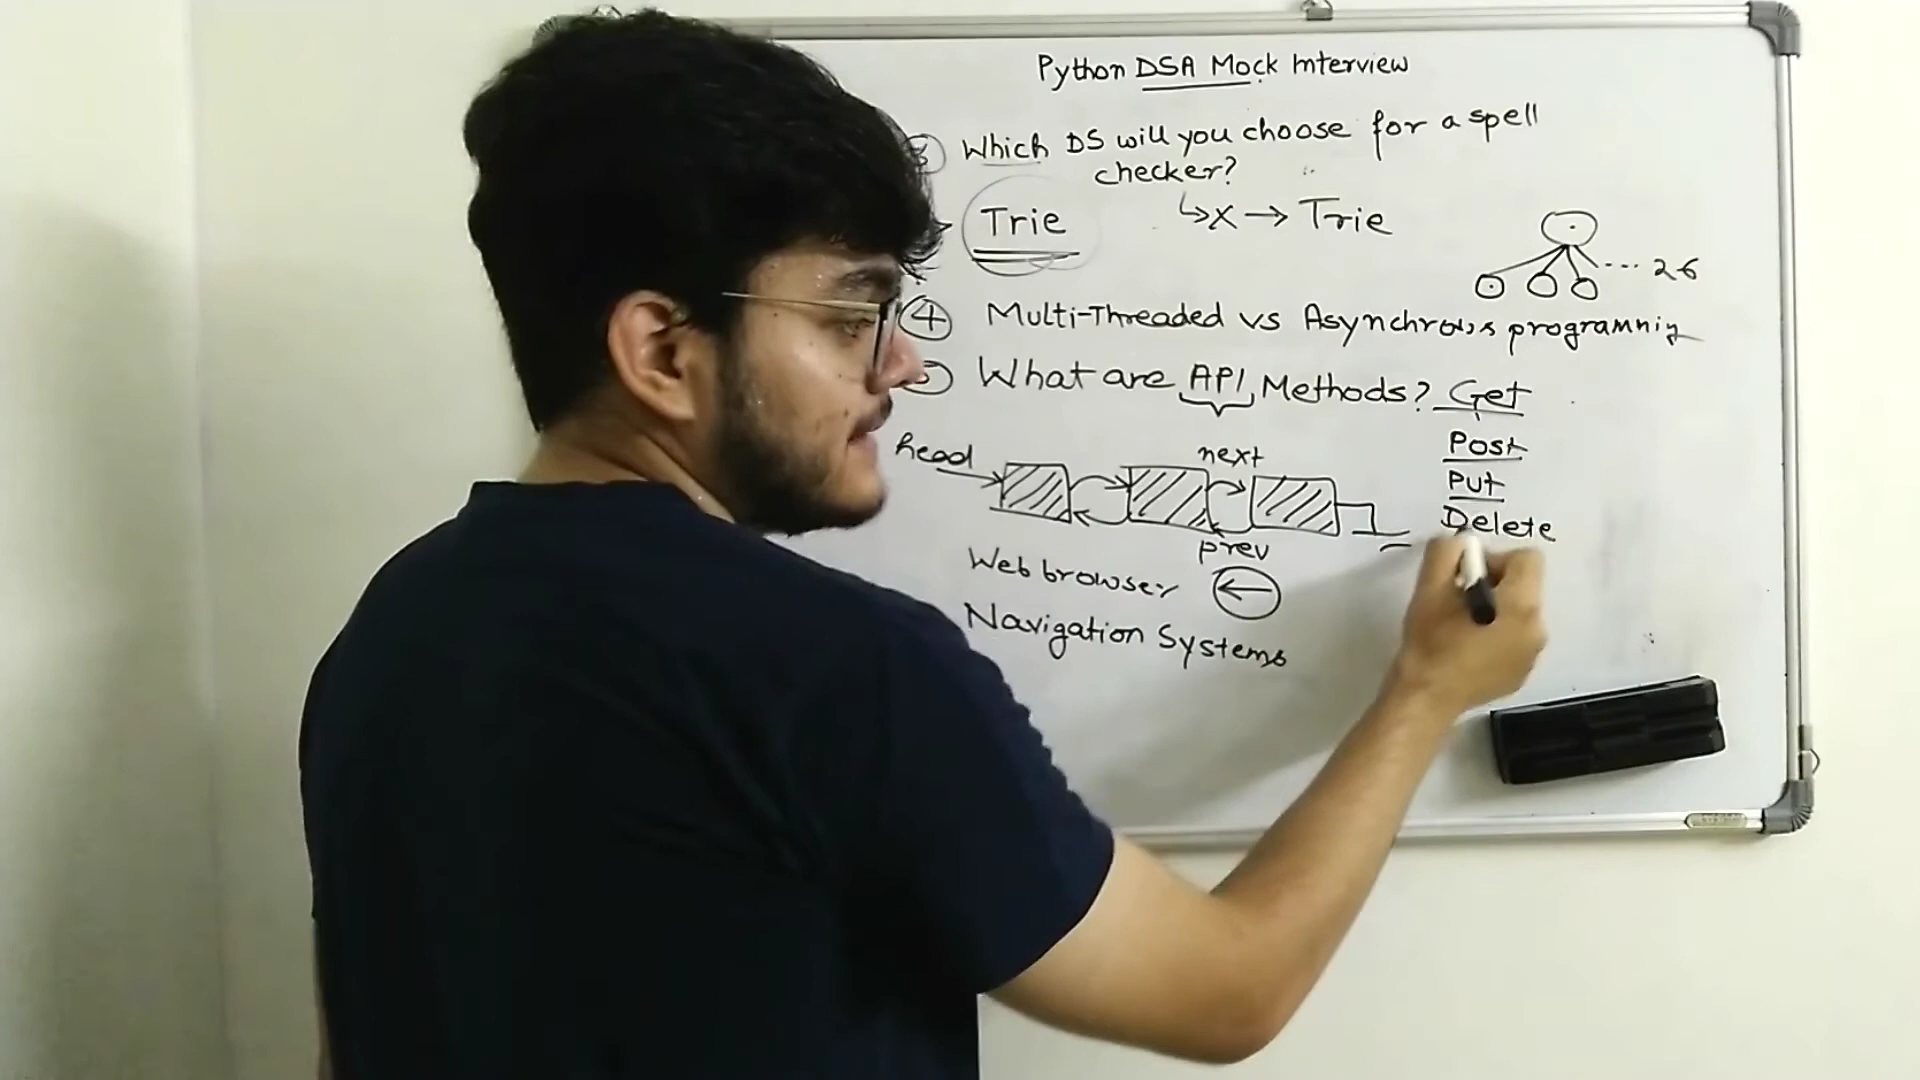 Python DSA Mock Interview
Which DS will you choose for a spell
checker?
Trie
↳ X → Trie
... 26
④ Multi-Threaded vs Asynchronous programming
What are API Methods? Get
Post
Put
Delete
head
next
prev
Web browser ←
Navigation Systems